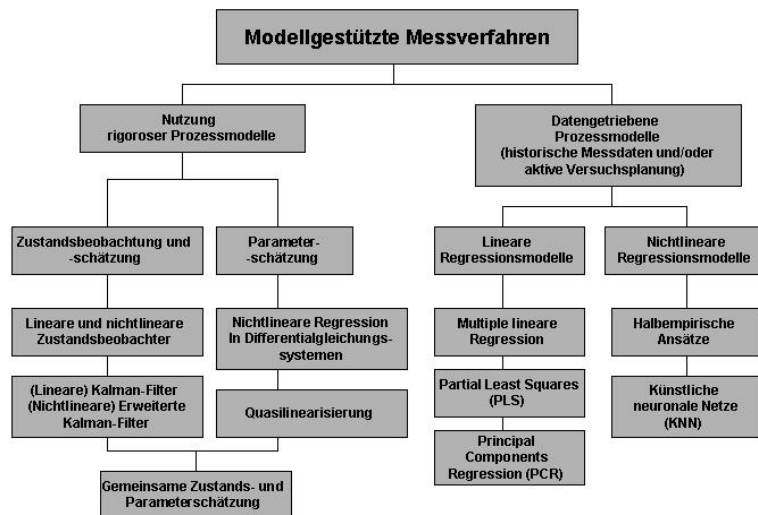 Modellgestützte Messverfahren
Nutzung
rigoroser Prozessmodelle
Datengetriebene
Prozessmodelle
(historische Messdaten und/oder
aktive Versuchsplanung)
Zustandsbeobachtung und
-schätzung
Parameter-
-schätzung
Lineare
Regressionsmodelle
Nichtlineare
Regressionsmodelle
Lineare und nichtlineare
Zustandsbeobachter
Nichtlineare Regression
In Differentialgleichungs-
systemen
Multiple lineare
Regression
Halbempirische
Ansätze
(Lineare) Kalman-Filter
(Nichtlineare) Erweiterte
Kalman-Filter
Quasilinearisierung
Partial Least Squares
(PLS)
Künstliche
neuronale Netze
(KNN)
Principal
Components
Regression (PCR)
Gemeinsame Zustands- und
Parameterschätzung